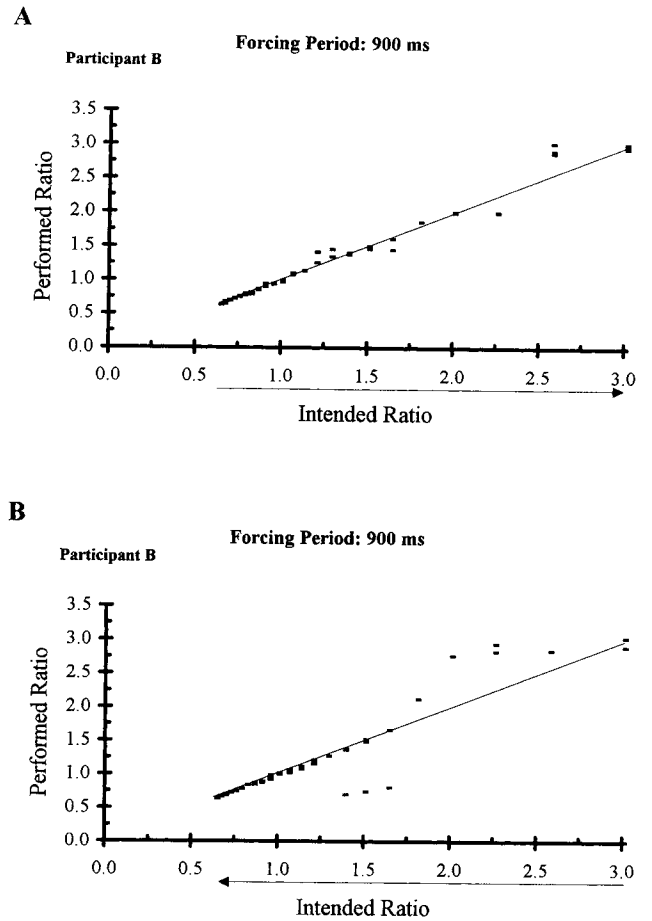 A
Forcing Period: 900 ms
Participant B
3.5
3.0
2.5
2.0
1.5
1.0
0.5
0.0
Performed Ratio
0.0 0.5 1.0 1.5 2.0 2.5 3.0
Intended Ratio
B
Forcing Period: 900 ms
Participant B
3.5
3.0
2.5
2.0
1.5
1.0
0.5
0.0
Performed Ratio
0.0 0.5 1.0 1.5 2.0 2.5 3.0
Intended Ratio